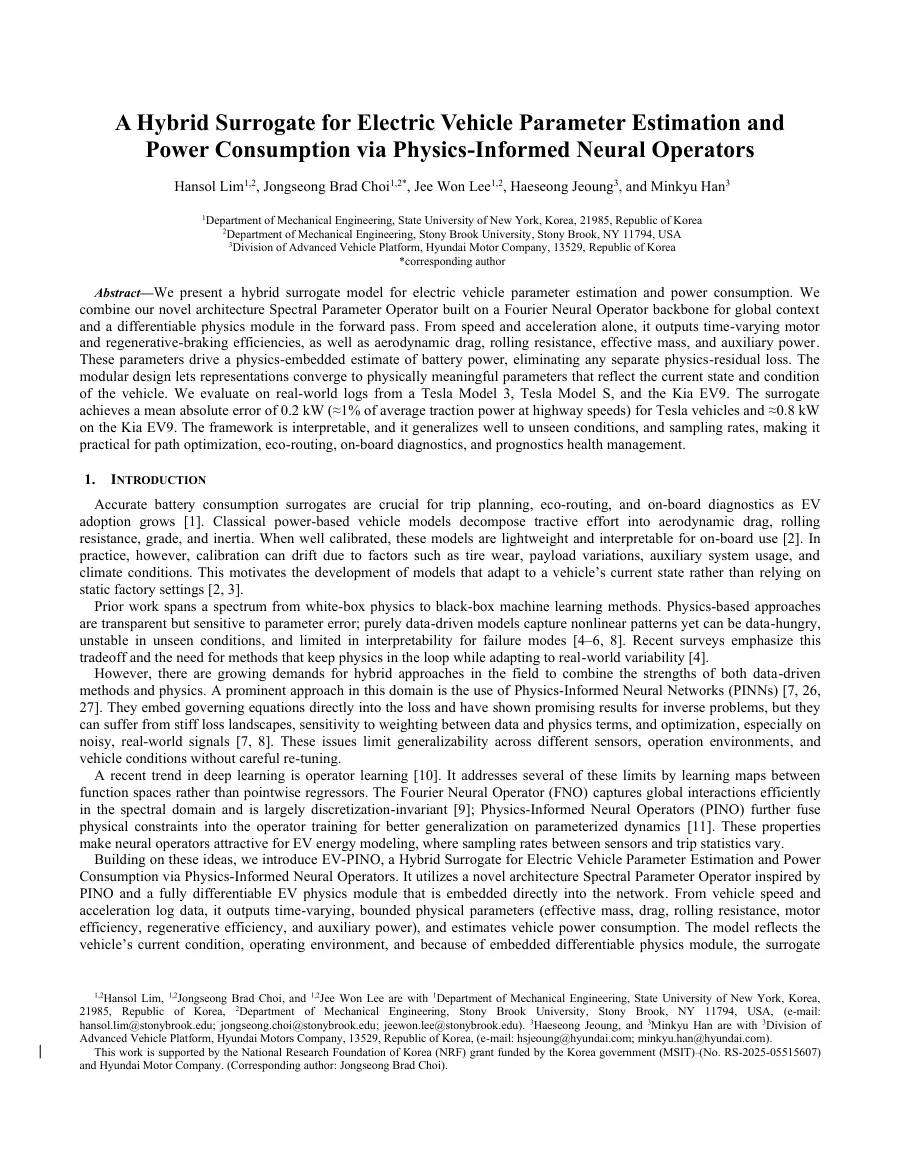 A Hybrid Surrogate for Electric Vehicle Parameter Estimation and
Power Consumption via Physics-Informed Neural Operators
Hansol Lim1,2, Jongseong Brad Choi1,2*, Jee Won Lee1,2, Haeseong Jeoung3, and Minkyu Han3
1Department of Mechanical Engineering, State University of New York, Korea, 21985, Republic of Korea
2Department of Mechanical Engineering, Stony Brook University, Stony Brook, NY 11794, USA
3Division of Advanced Vehicle Platform, Hyundai Motor Company, 13529, Republic of Korea
*corresponding author
Abstract—We present a hybrid surrogate model for electric vehicle parameter estimation and power consumption. We
combine our novel architecture Spectral Parameter Operator built on a Fourier Neural Operator backbone for global context
and a differentiable physics module in the forward pass. From speed and acceleration alone, it outputs time-varying motor
and regenerative-braking efficiencies, as well as aerodynamic drag, rolling resistance, effective mass, and auxiliary power.
These parameters drive a physics-embedded estimate of battery power, eliminating any separate physics-residual loss. The
modular design lets representations converge to physically meaningful parameters that reflect the current state and condition
of the vehicle. We evaluate on real-world logs from a Tesla Model 3, Tesla Model S, and the Kia EV9. The surrogate
achieves a mean absolute error of 0.2 kW (≈1% of average traction power at highway speeds) for Tesla vehicles and ≈0.8 kW
on the Kia EV9. The framework is interpretable, and it generalizes well to unseen conditions, and sampling rates, making it
practical for path optimization, eco-routing, on-board diagnostics, and prognostics health management.
1. INTRODUCTION
Accurate battery consumption surrogates are crucial for trip planning, eco-routing, and on-board diagnostics as EV
adoption grows [1]. Classical power-based vehicle models decompose tractive effort into aerodynamic drag, rolling
resistance, grade, and inertia. When well calibrated, these models are lightweight and interpretable for on-board use [2]. In
practice, however, calibration can drift due to factors such as tire wear, payload variations, auxiliary system usage, and
climate conditions. This motivates the development of models that adapt to a vehicle's current state rather than relying on
static factory settings [2, 3].
Prior work spans a spectrum from white-box physics to black-box machine learning methods. Physics-based approaches
are transparent but sensitive to parameter error; purely data-driven models capture nonlinear patterns yet can be data-hungry,
unstable in unseen conditions, and limited in interpretability for failure modes [4–6, 8]. Recent surveys emphasize this
tradeoff and the need for methods that keep physics in the loop while adapting to real-world variability [4].
However, there are growing demands for hybrid approaches in the field to combine the strengths of both data-driven
methods and physics. A prominent approach in this domain is the use of Physics-Informed Neural Networks (PINNs) [7, 26,
27]. They embed governing equations directly into the loss and have shown promising results for inverse problems, but they
can suffer from stiff loss landscapes, sensitivity to weighting between data and physics terms, and optimization, especially on
noisy, real-world signals [7, 8]. These issues limit generalizability across different sensors, operation environments, and
vehicle conditions without careful re-tuning.
A recent trend in deep learning is operator learning [10]. It addresses several of these limits by learning maps between
function spaces rather than pointwise regressors. The Fourier Neural Operator (FNO) captures global interactions efficiently
in the spectral domain and is largely discretization-invariant [9]; Physics-Informed Neural Operators (PINO) further fuse
physical constraints into the operator training for better generalization on parameterized dynamics [11]. These properties
make neural operators attractive for EV energy modeling, where sampling rates between sensors and trip statistics vary.
Building on these ideas, we introduce EV-PINO, a Hybrid Surrogate for Electric Vehicle Parameter Estimation and Power
Consumption via Physics-Informed Neural Operators. It utilizes a novel architecture Spectral Parameter Operator inspired by
PINO and a fully differentiable EV physics module that is embedded directly into the network. From vehicle speed and
acceleration log data, it outputs time-varying, bounded physical parameters (effective mass, drag, rolling resistance, motor
efficiency, regenerative efficiency, and auxiliary power), and estimates vehicle power consumption. The model reflects the
vehicle's current condition, operating environment, and because of embedded differentiable physics module, the surrogate
1,2Hansol Lim, 1,2Jongseong Brad Choi, and 1,2Jee Won Lee are with 1Department of Mechanical Engineering, State University of New York, Korea,
21985, Republic of Korea, 2Department of Mechanical Engineering, Stony Brook University, Stony Brook, NY 11794, USA, (e-mail:
hansol.lim@stonybrook.edu; jongseong.choi@stonybrook.edu; jeewon.lee@stonybrook.edu). 3Haeseong Jeoung, and 3Minkyu Han are with 3Division of
Advanced Vehicle Platform, Hyundai Motors Company, 13529, Republic of Korea, (e-mail: hsjeoung@hyundai.com; minkyu.han@hyundai.com).
This work is supported by the National Research Foundation of Korea (NRF) grant funded by the Korea government (MSIT) (No. RS-2025-05515607)
and Hyundai Motor Company. (Corresponding author: Jongseong Brad Choi).